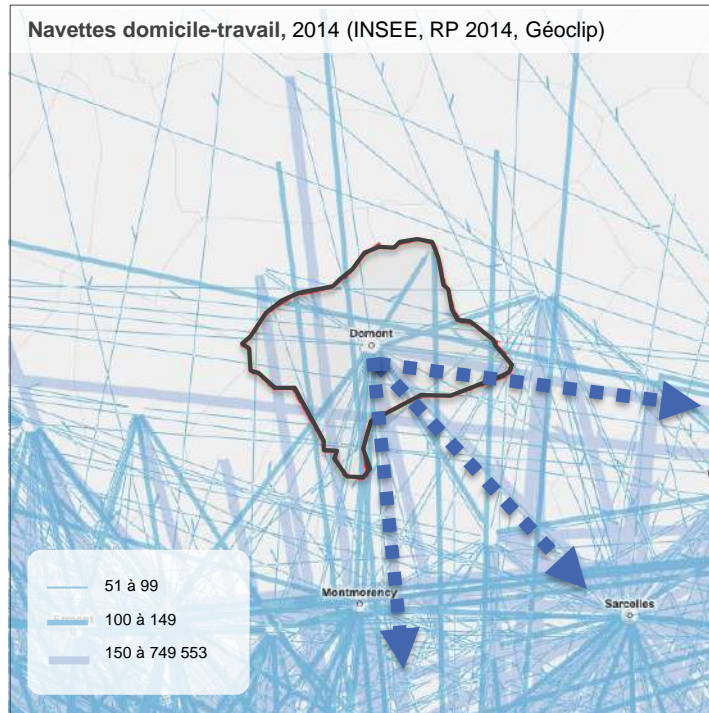 Navettes domicile-travail, 2014 (INSEE, RP 2014, Géoclip)
Domont
Montmorency
Sarcelles
51 à 99
100 à 149
150 à 749 553